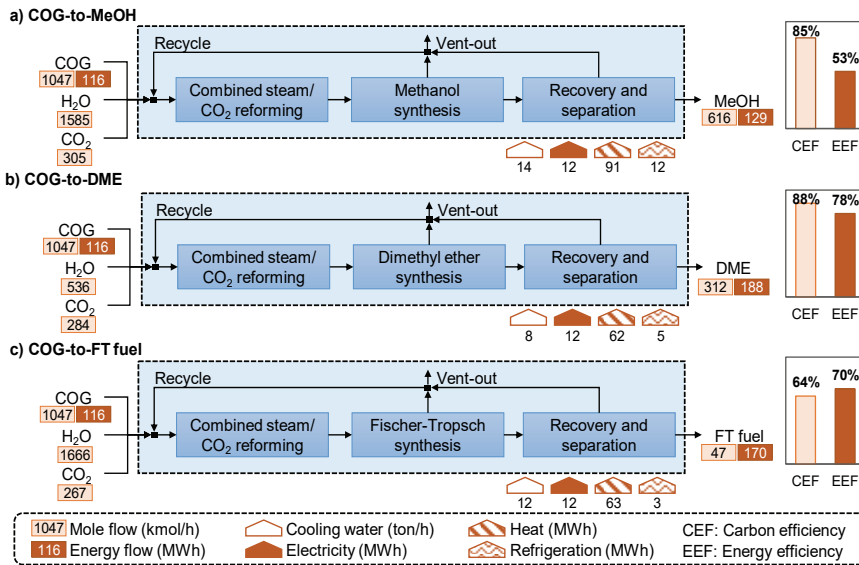 a) COG-to-MeOH
COG
1047 116
H₂O
1585
CO₂
305
Recycle
Vent-out
Combined steam/
CO₂ reforming
Methanol
synthesis
Recovery and
separation
14 12 91 12
MeOH
616 129
85%
53%
CEF EEF
b) COG-to-DME
COG
1047 116
H₂O
536
CO₂
284
Recycle
Vent-out
Combined steam/
CO₂ reforming
Dimethyl ether
synthesis
Recovery and
separation
8 12 62 5
DME
312 188
88% 78%
CEF EEF
c) COG-to-FT fuel
COG
1047 116
H₂O
1666
CO₂
267
Recycle
Vent-out
Combined steam/
CO₂ reforming
Fischer-Tropsch
synthesis
Recovery and
separation
12 12 63 3
FT fuel
47 170
64% 70%
CEF EEF
1047 Mole flow (kmol/h)
Cooling water (ton/h)
Heat (MWh)
CEF: Carbon efficiency
116 Energy flow (MWh)
Electricity (MWh)
Refrigeration (MWh)
EEF: Energy efficiency